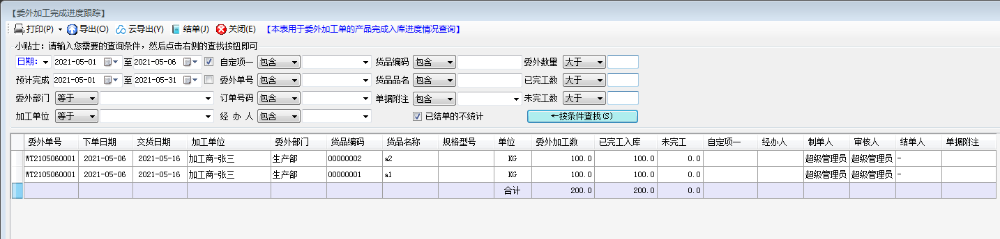 【委外加工完成进度跟踪】
打印(P) 导出(O) 云导出(Y) 结单(J) 关闭(E) 【本表用于委外加工单的产品完成入库进度情况查询】
小贴士：请输入您需要的查询条件，然后点击右侧的查找按钮即可
日期: 2021-05-01 至 2021-05-06 自定项一 包含 货品编码 包含 委外数量 大于
预计完成 2021-05-01 至 2021-05-31 委外单号 包含 货品品名 包含 已完工数 大于
委外部门 等于 订单号码 包含 单据附注 包含 未完工数 大于
加工单位 等于 经 办 人 包含 已结单的不统计 ←按条件查找(S)
委外单号 下单日期 交货日期 加工单位 委外部门 货品编码 货品名称 规格型号 单位 委外加工数 已完工入库 未完工 自定项一 经办人 制单人 审核人 结单人 单据附注
WT2105060001 2021-05-06 2021-05-16 加工商-张三 生产部 00000002 a2 KG 100.0 100.0 0.0 超级管理员 超级管理员 -
WT2105060001 2021-05-06 2021-05-16 加工商-张三 生产部 00000001 a1 KG 100.0 100.0 0.0 超级管理员 超级管理员 -
合计 200.0 200.0 0.0